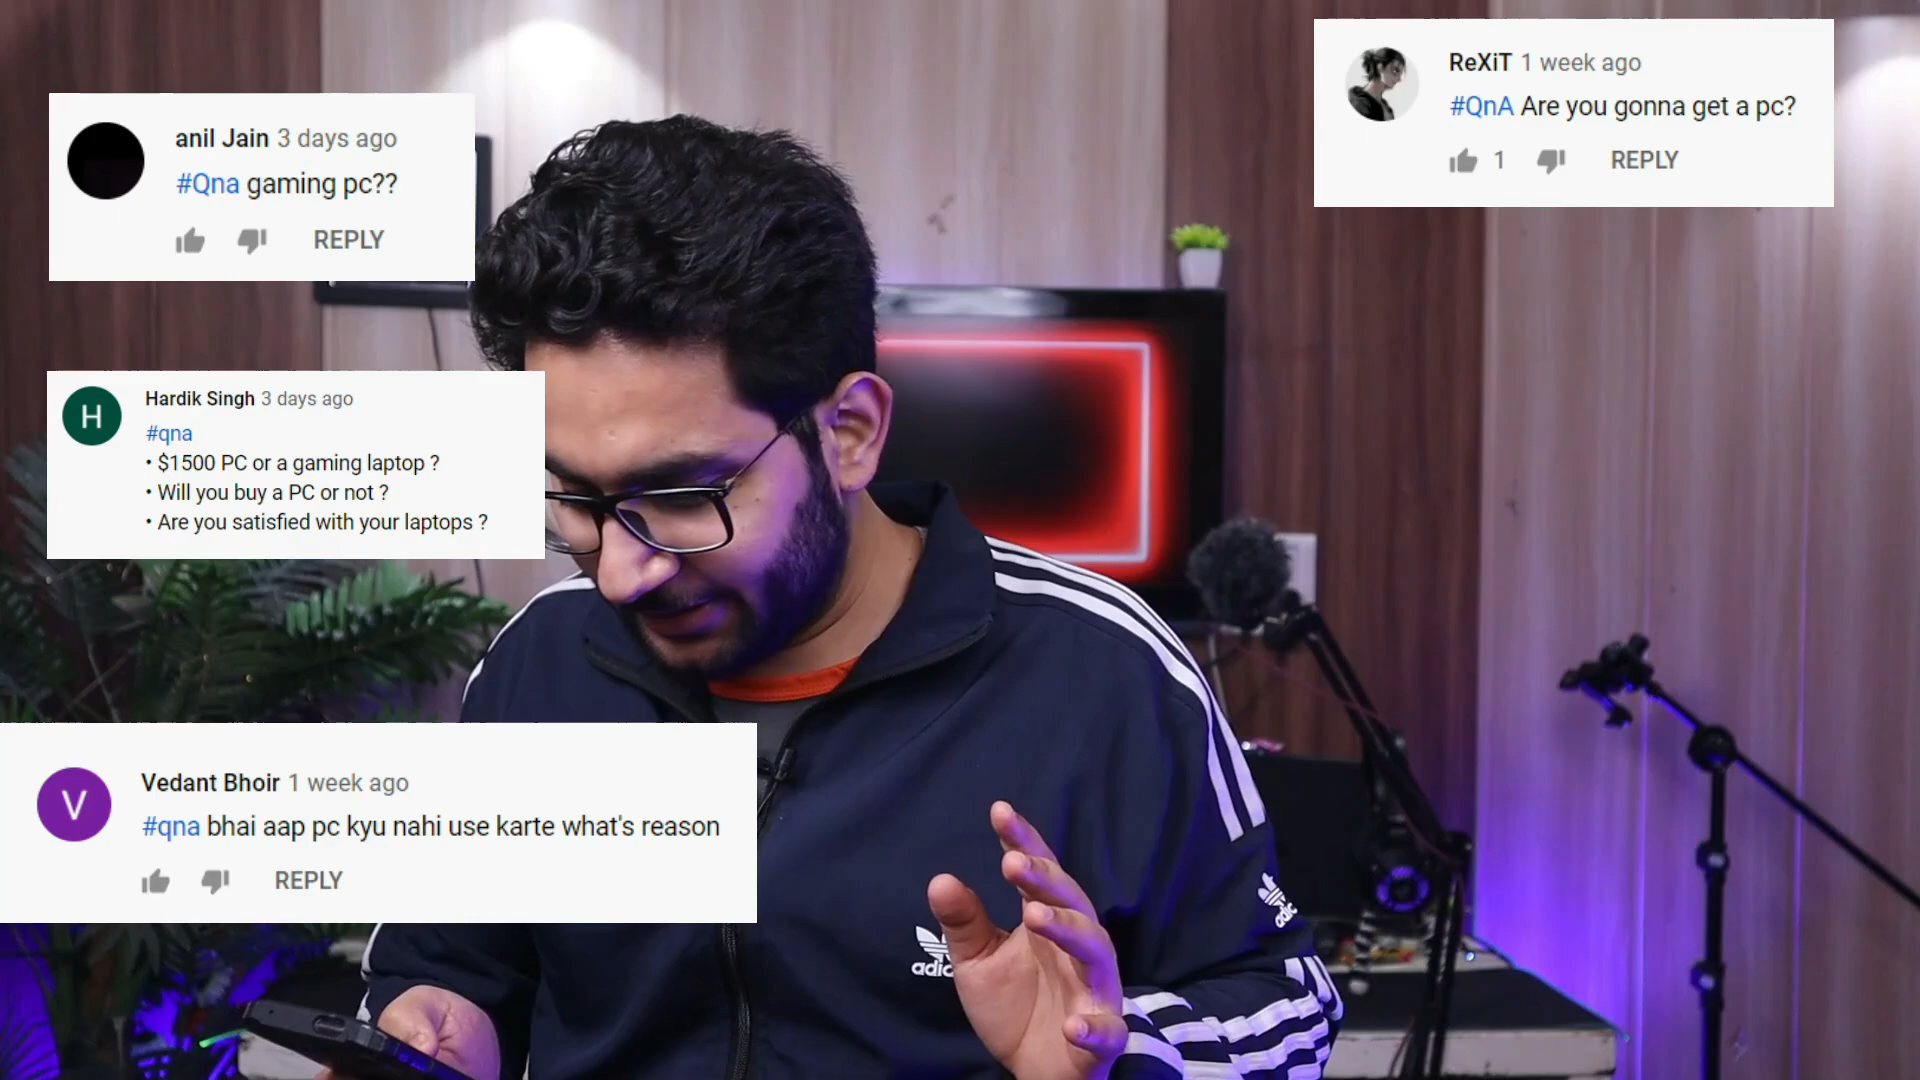 anil Jain 3 days ago
#Qna gaming pc??
REPLY
ReXiT 1 week ago
#QnA Are you gonna get a pc?
1 REPLY
H
Hardik Singh 3 days ago
#qna
• $1500 PC or a gaming laptop ?
• Will you buy a PC or not ?
• Are you satisfied with your laptops ?
V
Vedant Bhoir 1 week ago
#qna bhai aap pc kyu nahi use karte what's reason
REPLY
adic
adic